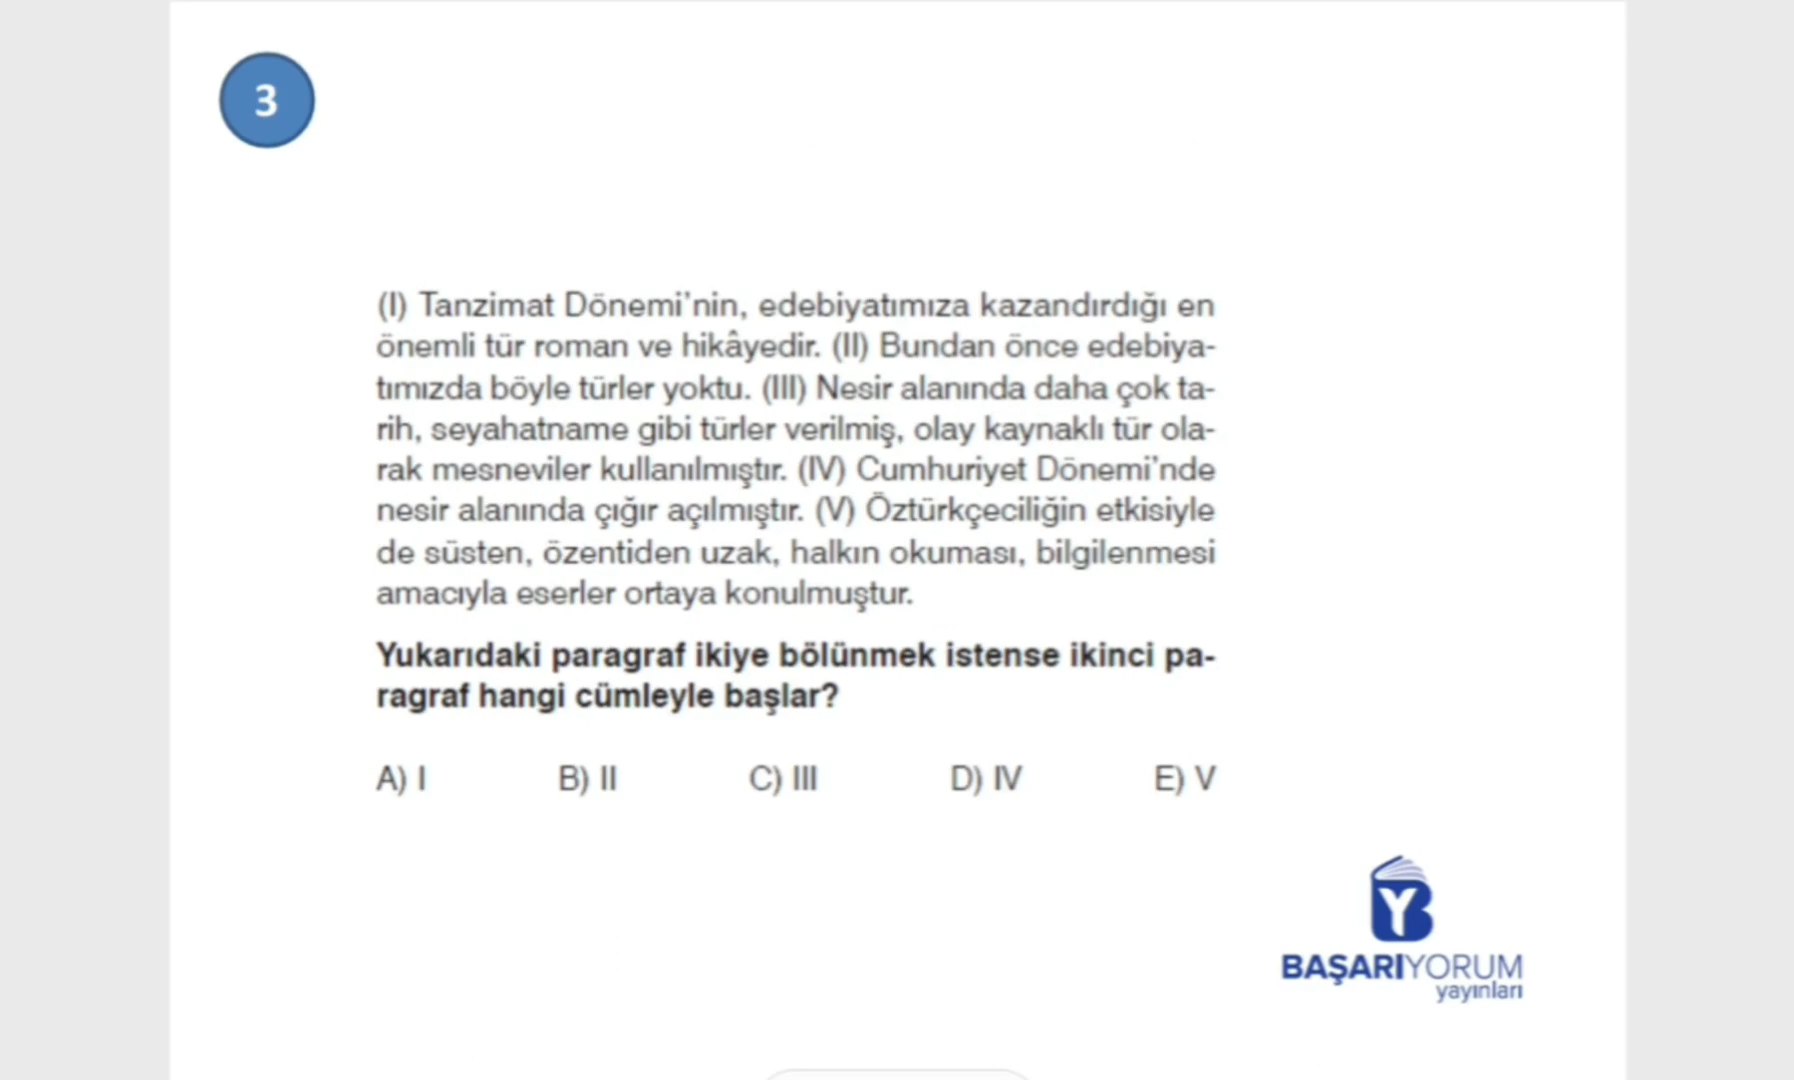 3
(I) Tanzimat Dönemi'nin, edebiyatımıza kazandırdığı en
önemli tür roman ve hikâyedir. (II) Bundan önce edebiya-
tımızda böyle türler yoktu. (III) Nesir alanında daha çok ta-
rih, seyahatname gibi türler verilmiş, olay kaynaklı tür ola-
rak mesneviler kullanılmıştır. (IV) Cumhuriyet Dönemi'nde
nesir alanında çığır açılmıştır. (V) Öztürkçeciliğin etkisiyle
de süsten, özentiden uzak, halkın okuması, bilgilenmesi
amacıyla eserler ortaya konulmuştur.
Yukarıdaki paragraf ikiye bölünmek istense ikinci pa-
ragraf hangi cümleyle başlar?
A) I B) II C) III D) IV E) V
BAŞARIYORUM
yayınları